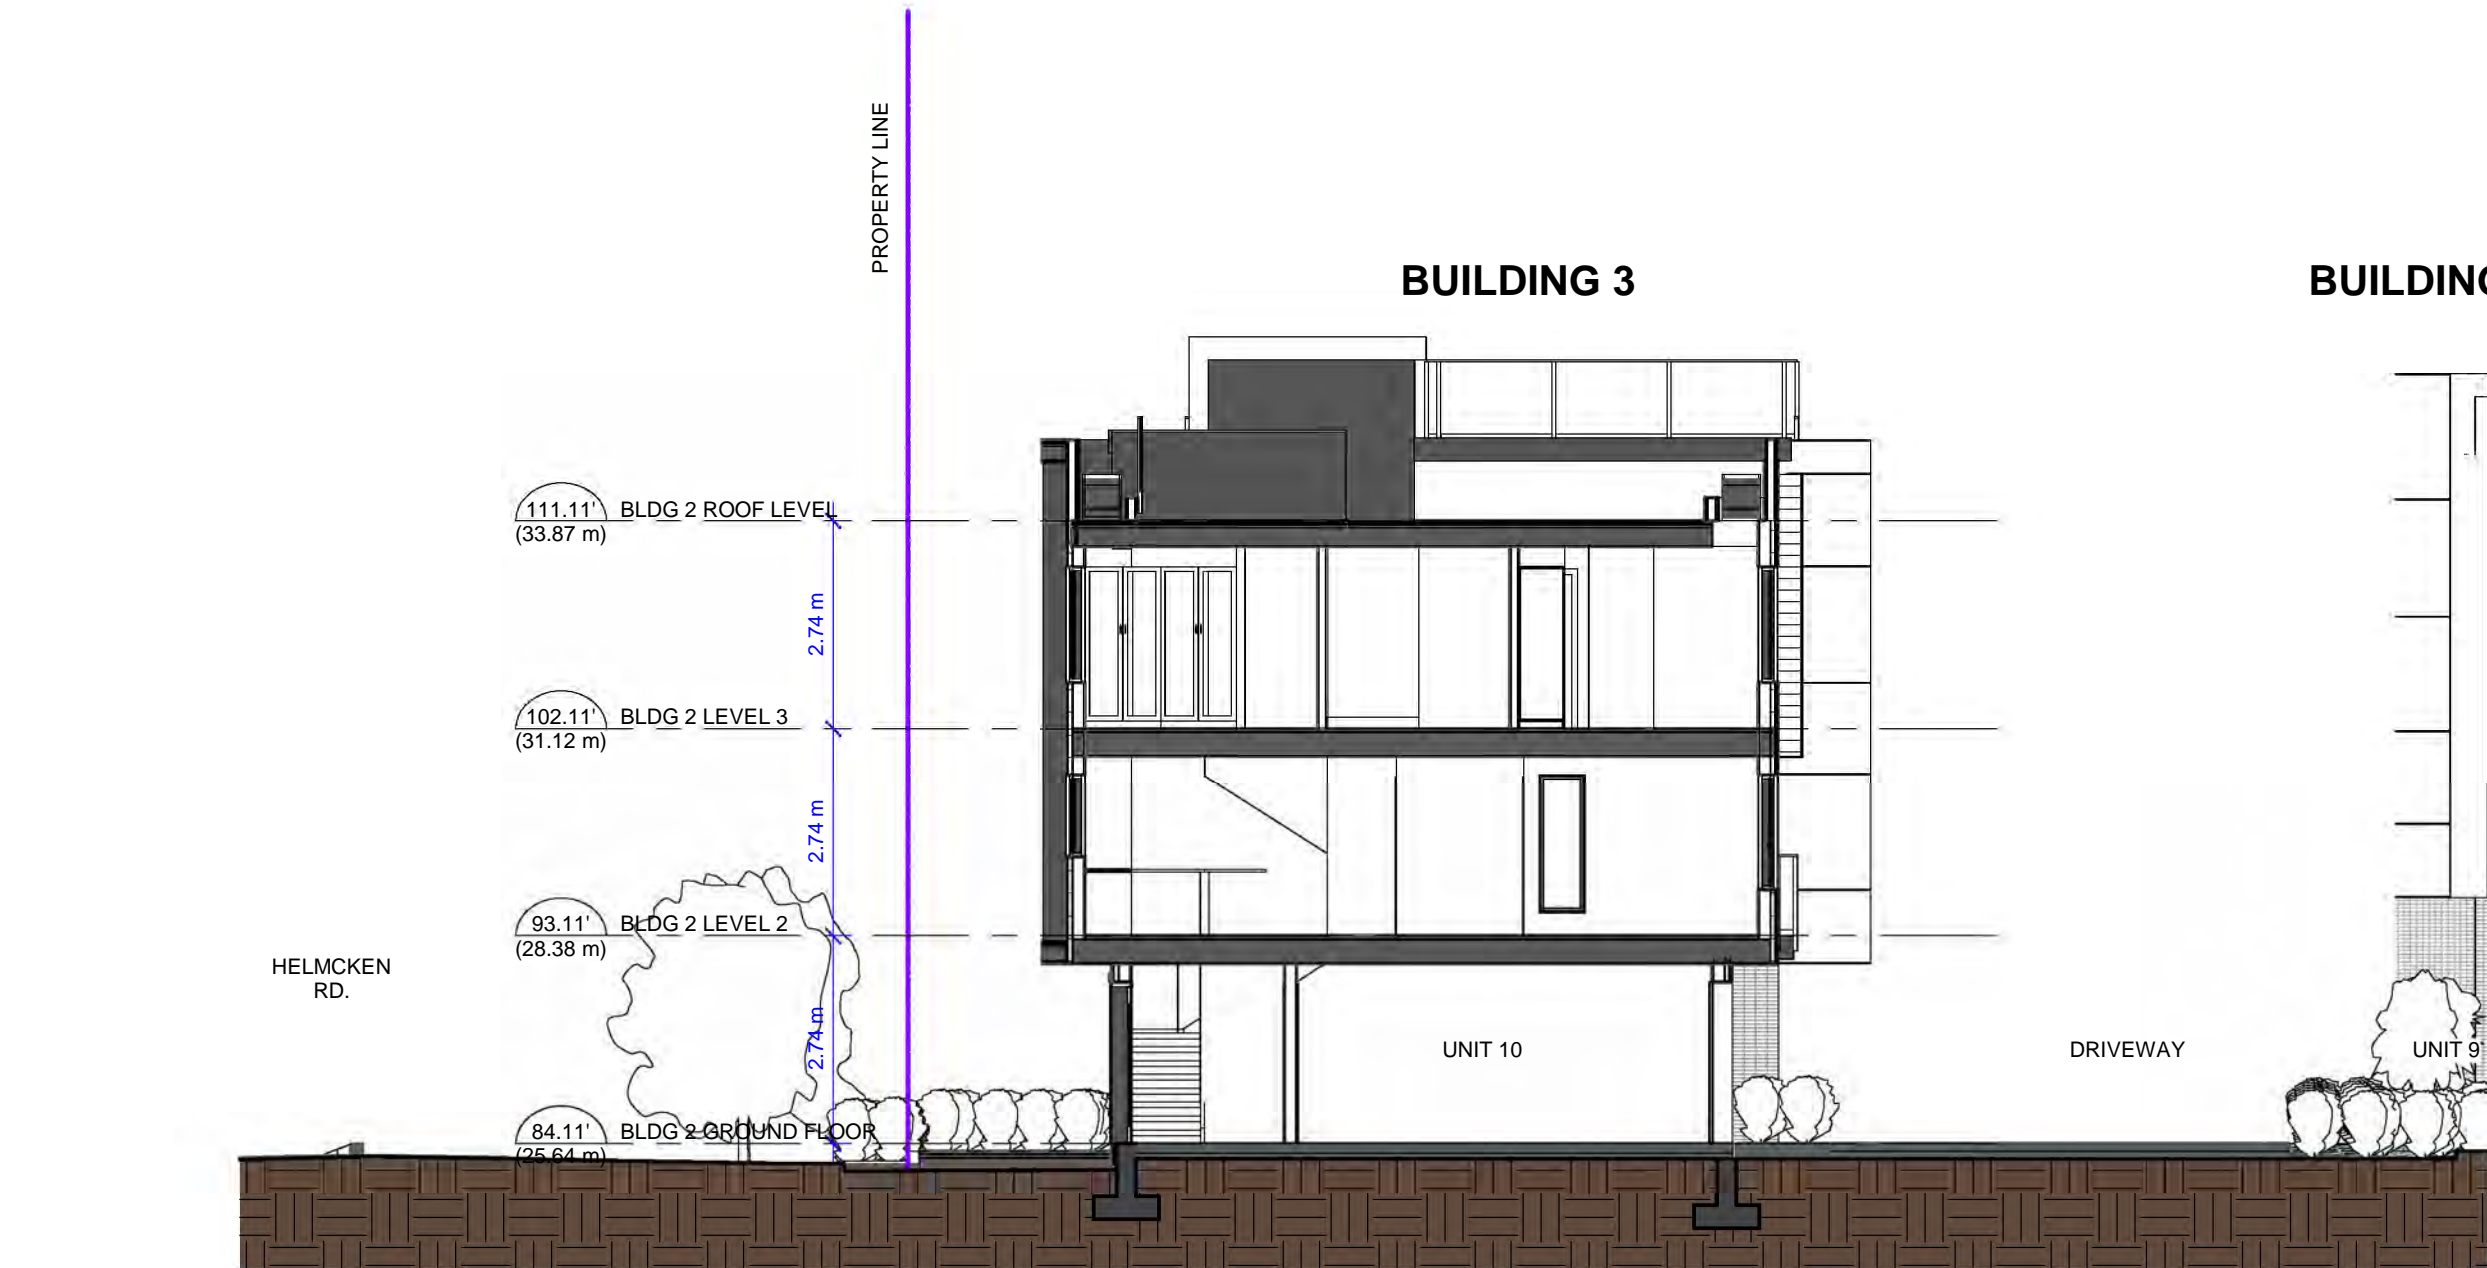 PROPERTY LINE
BUILDING 3
BUILDING
111.11' BLDG 2 ROOF LEVEL
(33.87 m)
2.74 m
102.11' BLDG 2 LEVEL 3
(31.12 m)
2.74 m
93.11' BLDG 2 LEVEL 2
(28.38 m)
HELMCKEN
RD.
2.74 m
UNIT 10
DRIVEWAY
UNIT 9
84.11' BLDG 2 GROUND FLOOR
(25.64 m)